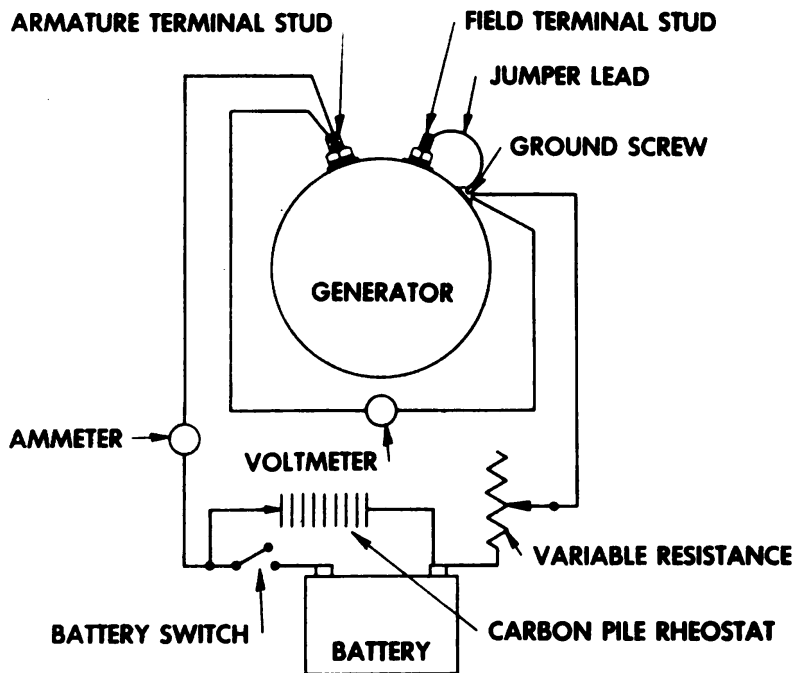 ARMATURE TERMINAL STUD
FIELD TERMINAL STUD
JUMPER LEAD
GROUND SCREW
GENERATOR
AMMETER
VOLTMETER
VARIABLE RESISTANCE
BATTERY SWITCH
CARBON PILE RHEOSTAT
BATTERY